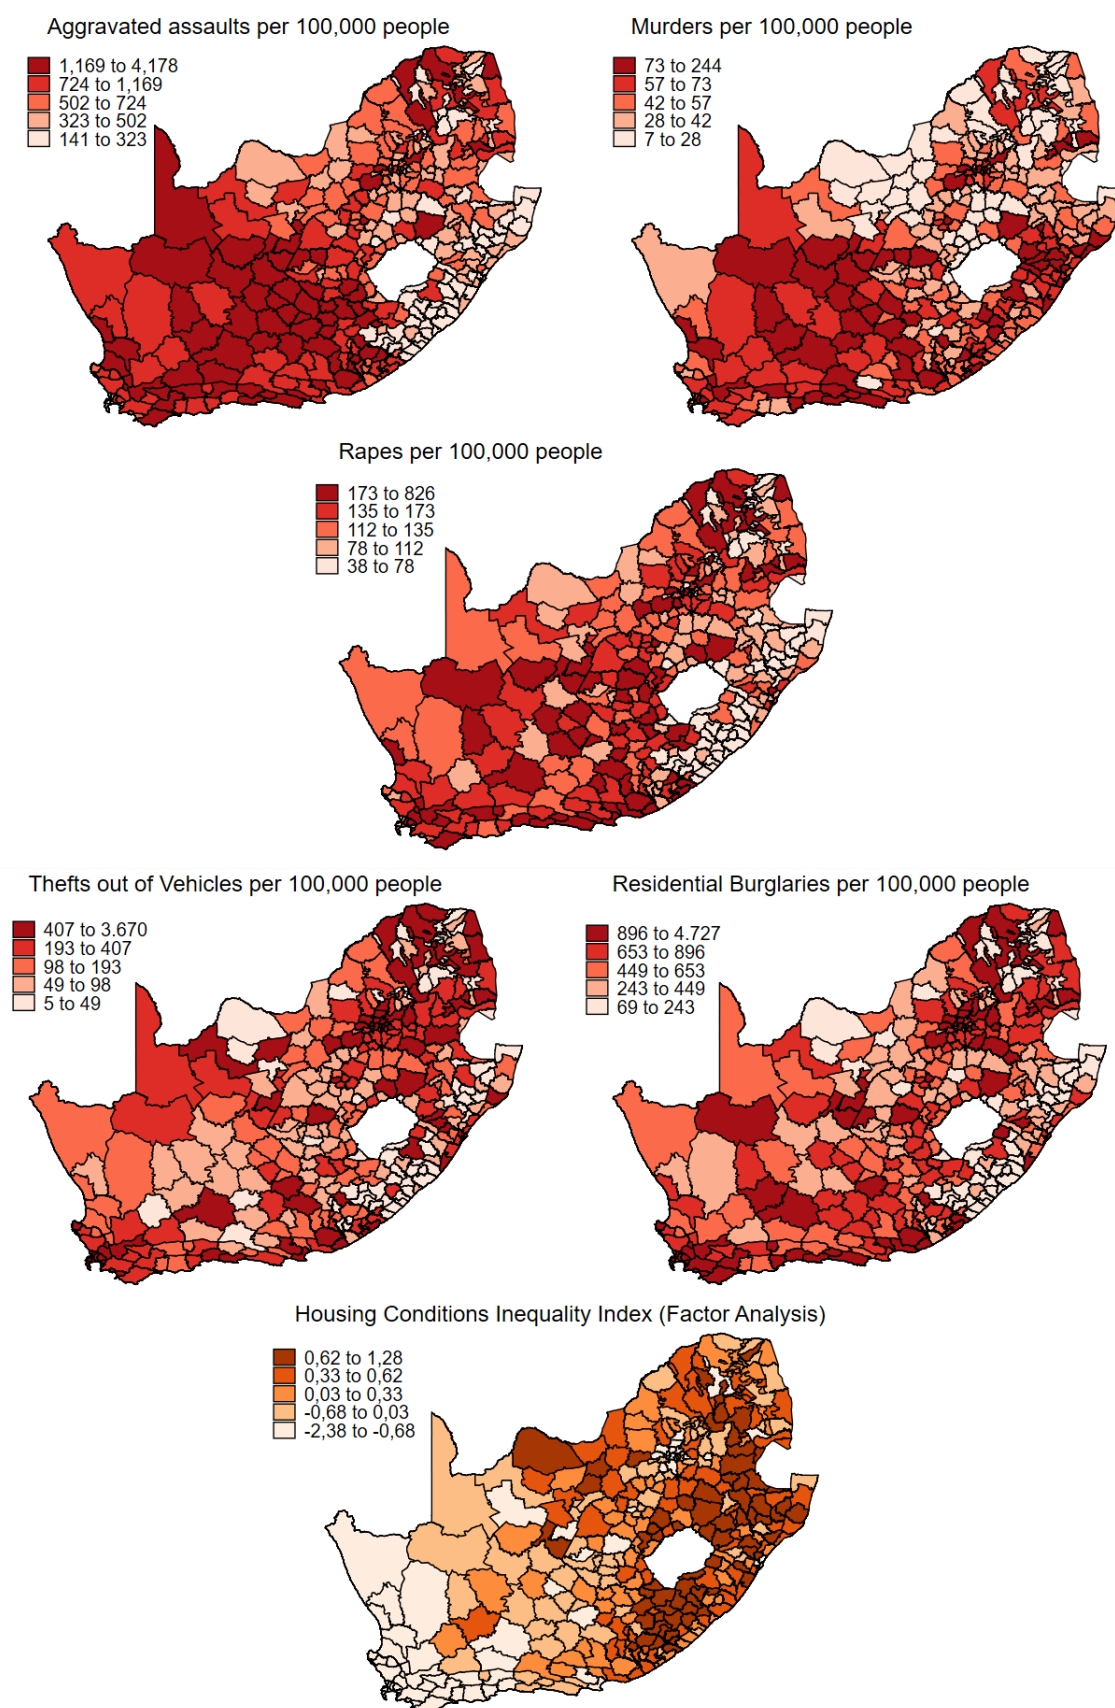 Aggravated assaults per 100,000 people
1,169 to 4,178
724 to 1,169
502 to 724
323 to 502
141 to 323
Murders per 100,000 people
73 to 244
57 to 73
42 to 57
28 to 42
7 to 28
Rapes per 100,000 people
173 to 826
135 to 173
112 to 135
78 to 112
38 to 78
Thefts out of Vehicles per 100,000 people
407 to 3.670
193 to 407
98 to 193
49 to 98
5 to 49
Residential Burglaries per 100,000 people
896 to 4.727
653 to 896
449 to 653
243 to 449
69 to 243
Housing Conditions Inequality Index (Factor Analysis)
0,62 to 1,28
0,33 to 0,62
0,03 to 0,33
-0,68 to 0,03
-2,38 to -0,68